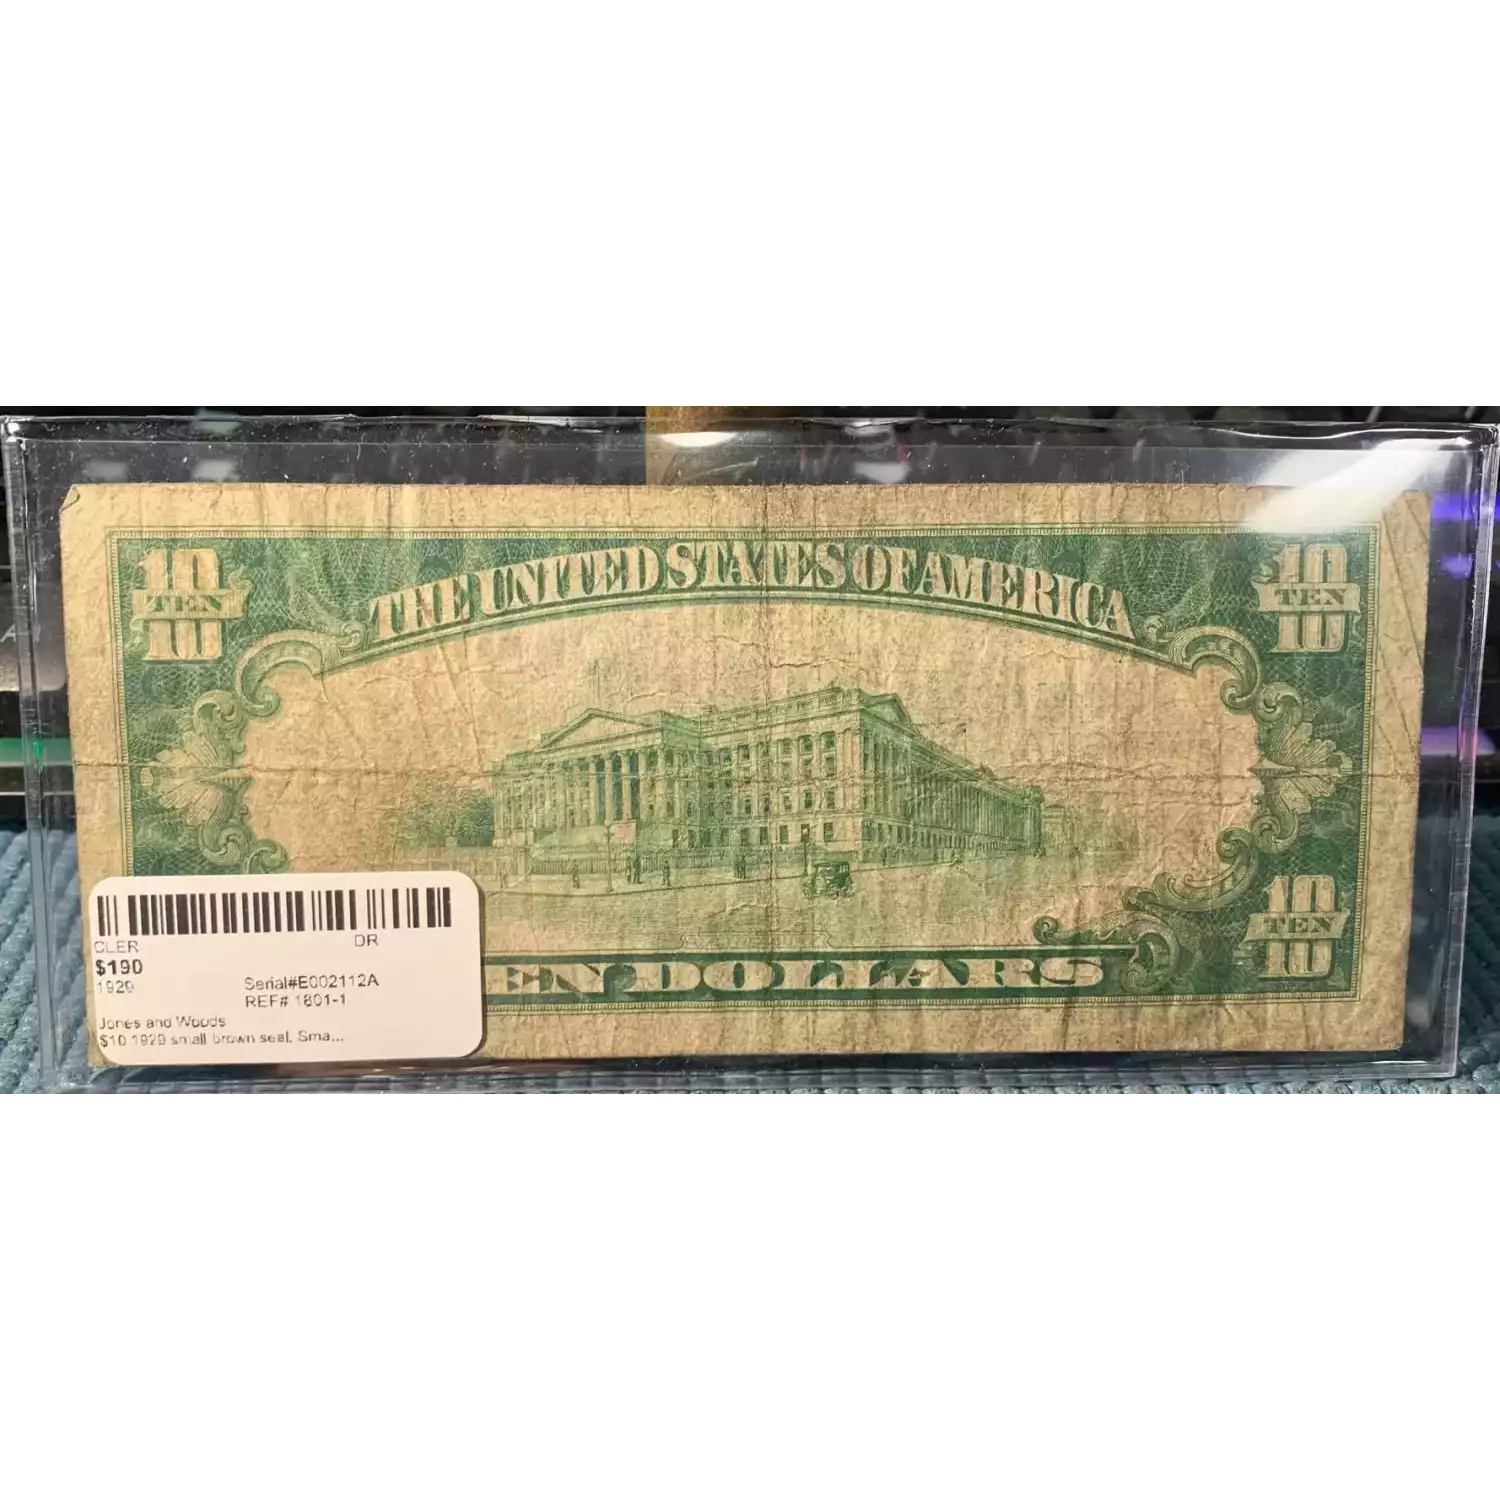 THE UNITED STATES OF AMERICA
10
TEN
10
10
TEN
10
10
TEN
10
EN DOLLARS
CLER DR
$190
1929 Serial#E002112A
REF# 1801-1
Jones and Woods
$10 1929 small brown seal. Sma...